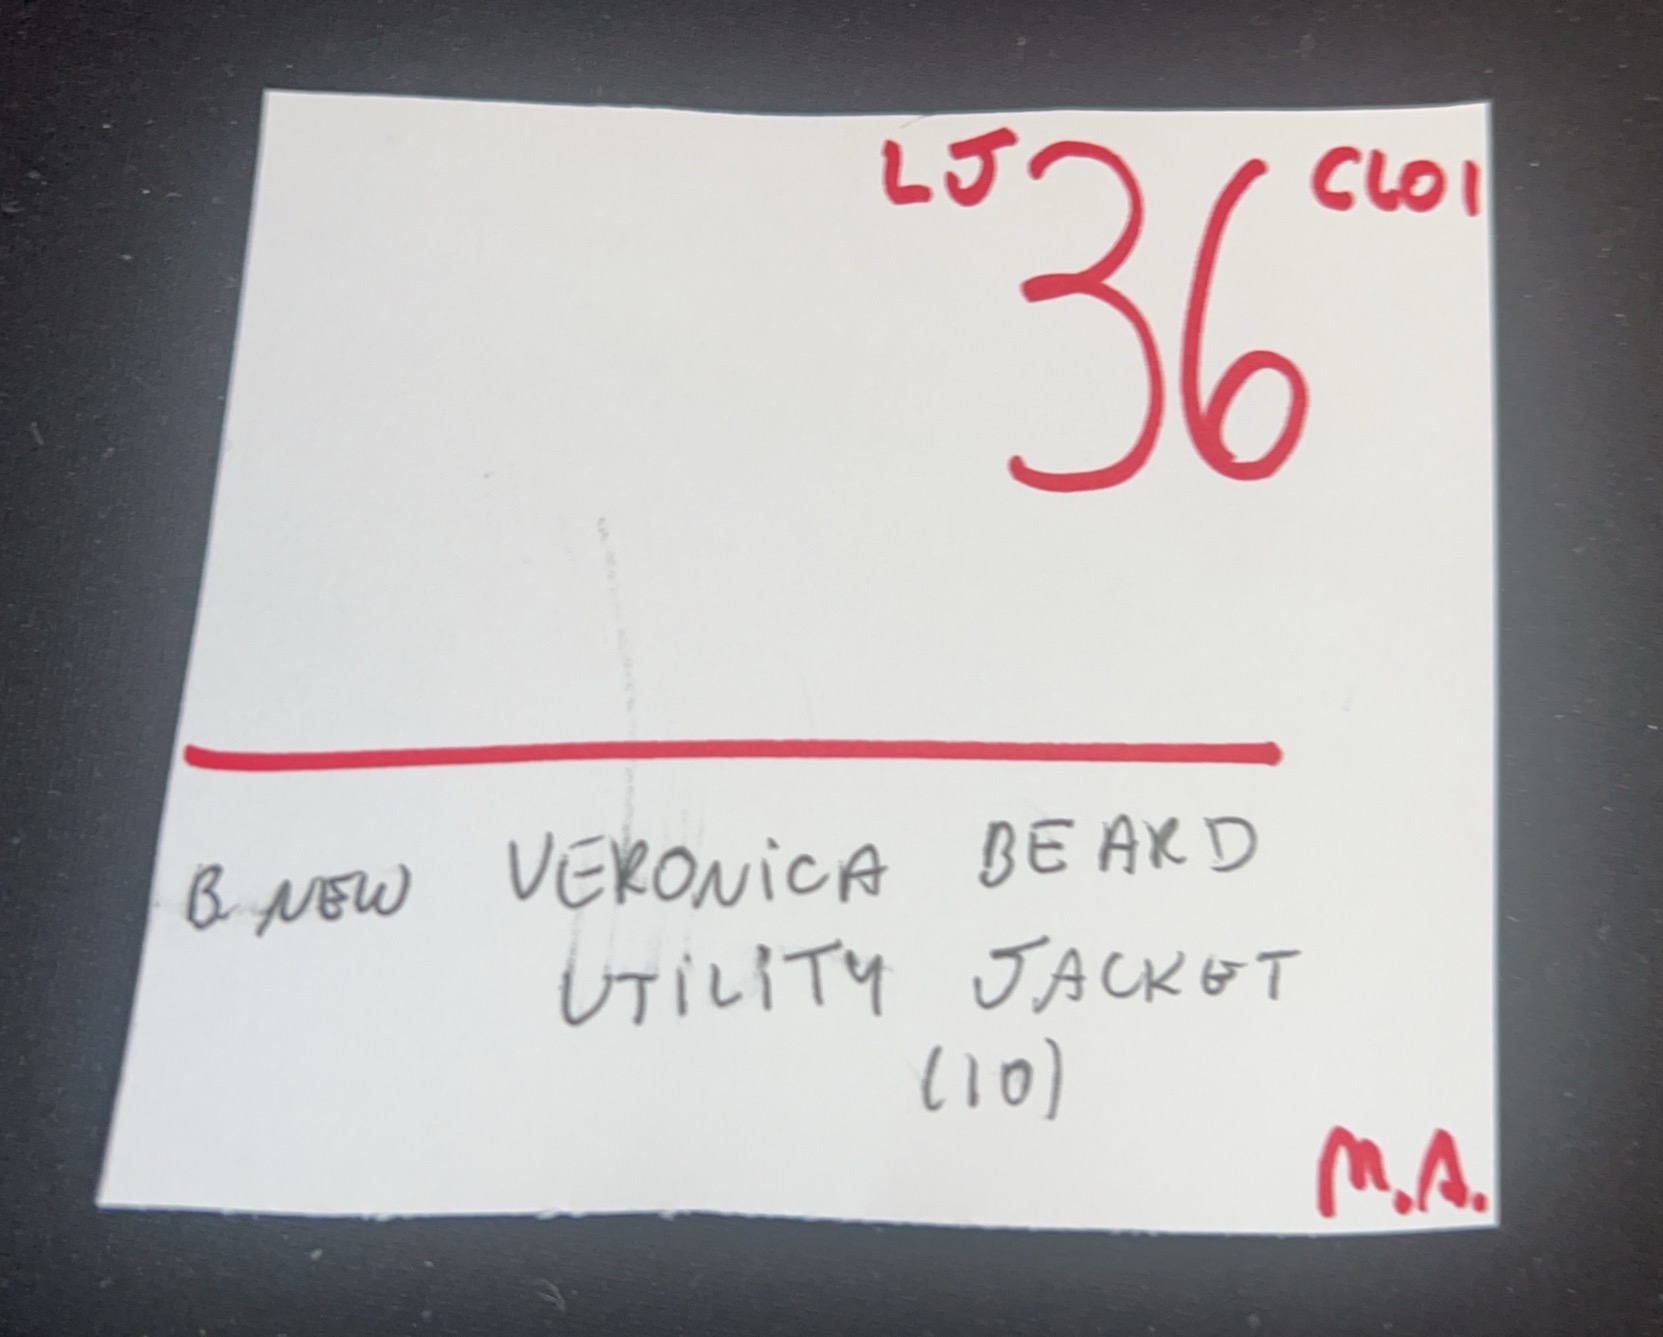 LJ 36 CL01
B. NEW VERONICA BEARD
UTILITY JACKET
(10)
M.A.